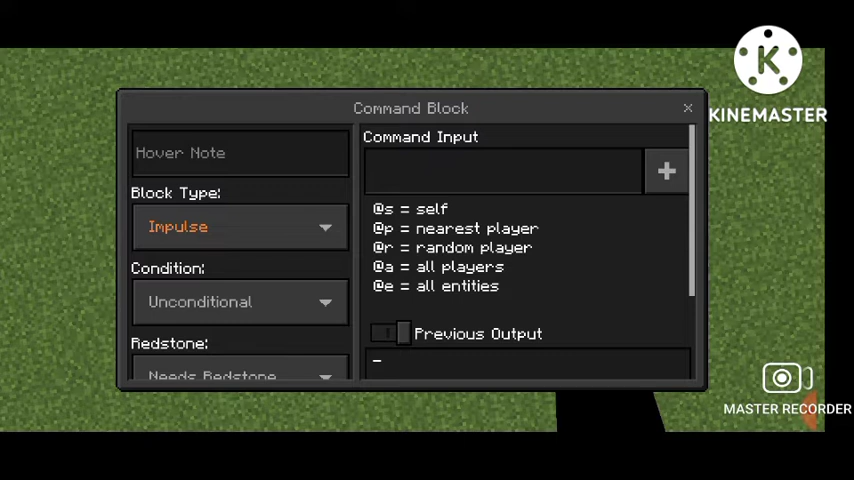 Command Block
Hover Note
Block Type:
Impulse
Condition:
Unconditional
Redstone:
Needs Redstone
Command Input
@s = self
@p = nearest player
@r = random player
@a = all players
@e = all entities
Previous Output
-
K
KINEMASTER
MASTER RECORDER